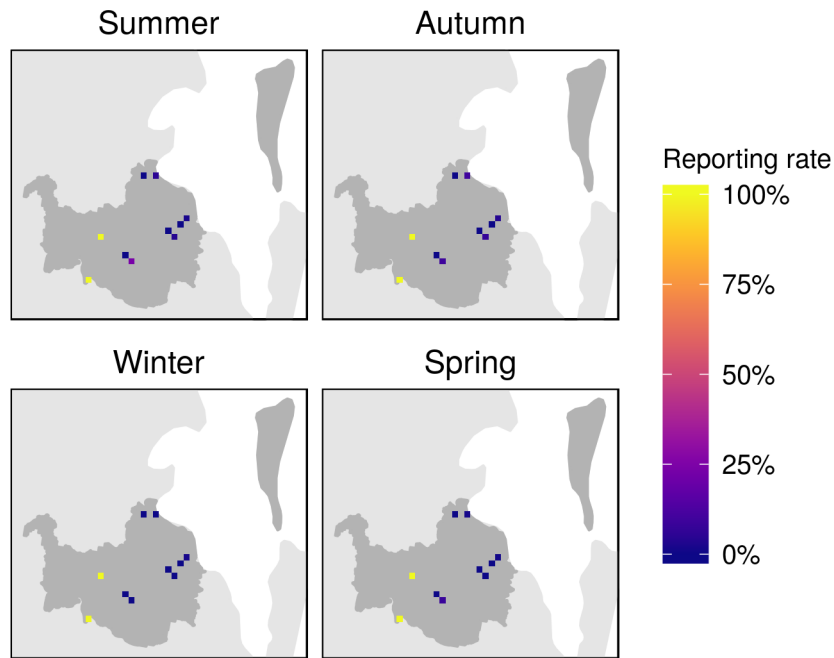 Summer
Autumn
Winter
Spring
Reporting rate
100%
75%
50%
25%
0%